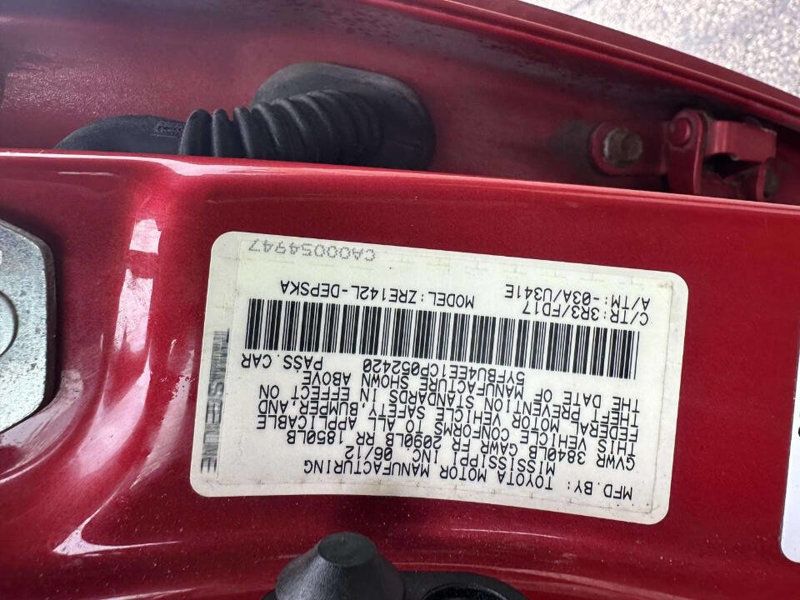 MFD. BY: TOYOTA MOTOR MANUFACTURING
MISSISSIPPI INC. 06/12
GVWR 3840LB GAWR FR 2090LB RR 1850LB
THIS VEHICLE CONFORMS TO ALL APPLICABLE
FEDERAL MOTOR VEHICLE SAFETY, BUMPER, AND
THEFT PREVENTION STANDARDS IN EFFECT ON
THE DATE OF MANUFACTURE SHOWN ABOVE.
5YFBU4EE1CP052420 PASS. CAR
C/TR: 3R3/FD17 MODEL: ZRE142L-DEPSKA
A/TM: -03A/U341E
CA00054947